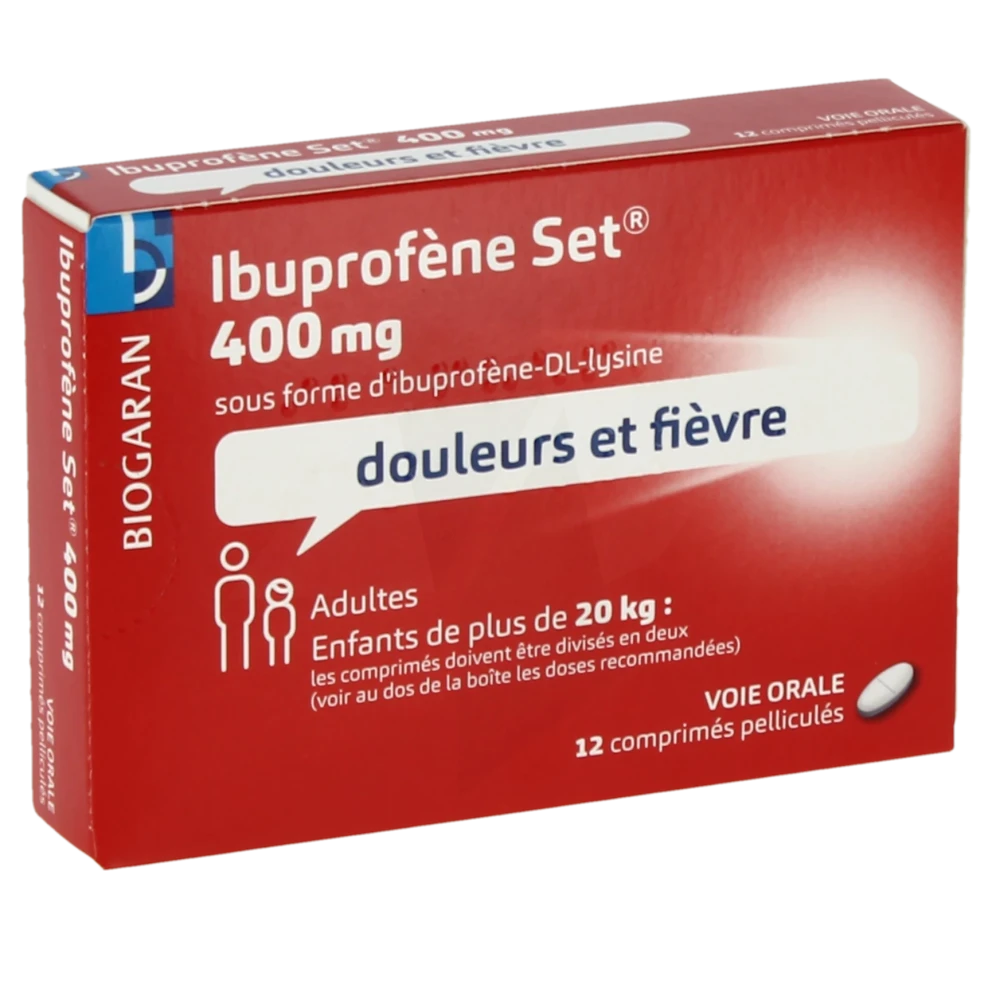 Ibuprofène Set® 400 mg
douleurs et fièvre
VOIE ORALE
12 comprimés pelliculés
BIOGARAN
Ibuprofène Set®
400 mg
sous forme d'ibuprofène-DL-lysine
douleurs et fièvre
Adultes
Enfants de plus de 20 kg :
les comprimés doivent être divisés en deux
(voir au dos de la boîte les doses recommandées)
VOIE ORALE
12 comprimés pelliculés
Ibuprofène Set® 400 mg
VOIE ORALE
12 comprimés pelliculés